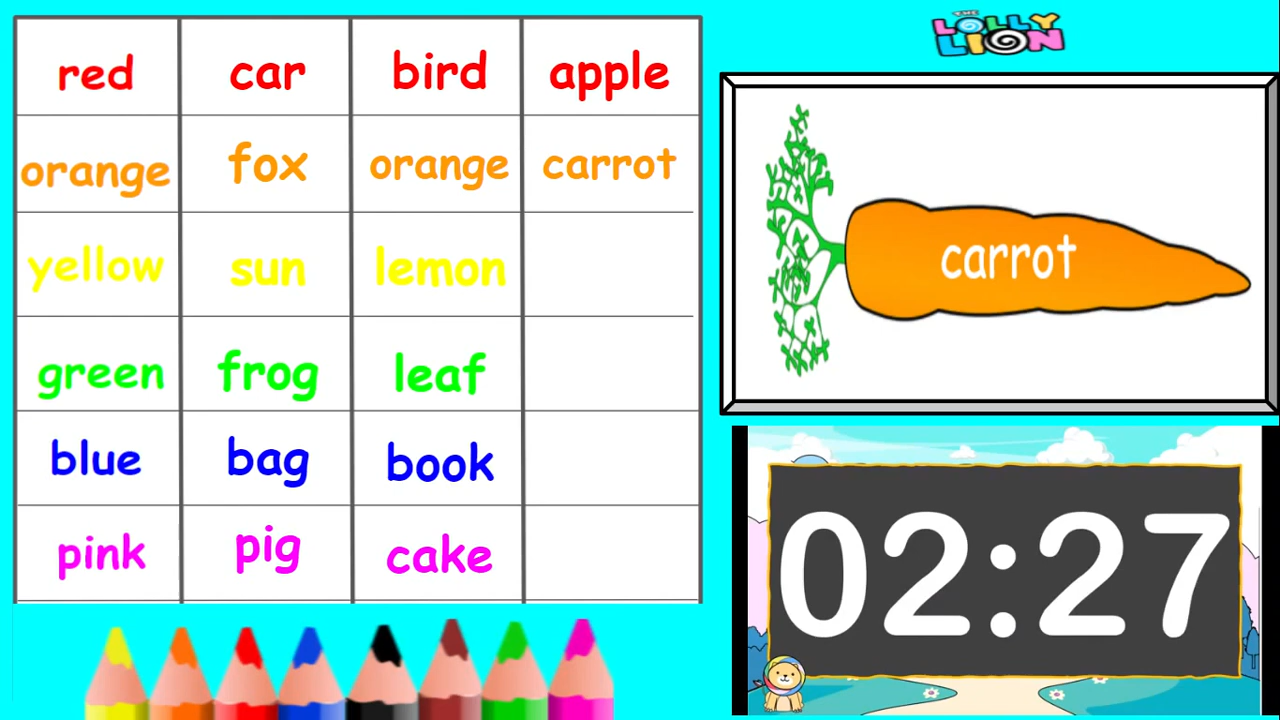 red car bird apple
orange fox orange carrot
yellow sun lemon
green frog leaf
blue bag book
pink pig cake
THE
LOLLY
LION
carrot
02:27